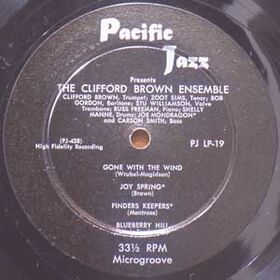 Pacific
Jazz
Presents
THE CLIFFORD BROWN ENSEMBLE
CLIFFORD BROWN, Trumpet; ZOOT SIMS, Tenor; BOB
GORDON, Baritone; STU WILLIAMSON, Valve
Trombone; RUSS FREEMAN, Piano; SHELLY
MANNE, Drums; JOE MONDRAGON*
and CARSON SMITH, Bass
(PJ-438)
High Fidelity Recording
PJ LP-19
GONE WITH THE WIND
(Wrubel-Magidson)
JOY SPRING*
(Brown)
FINDERS KEEPERS*
(Montrose)
BLUEBERRY HILL
33⅓ RPM
Microgroove